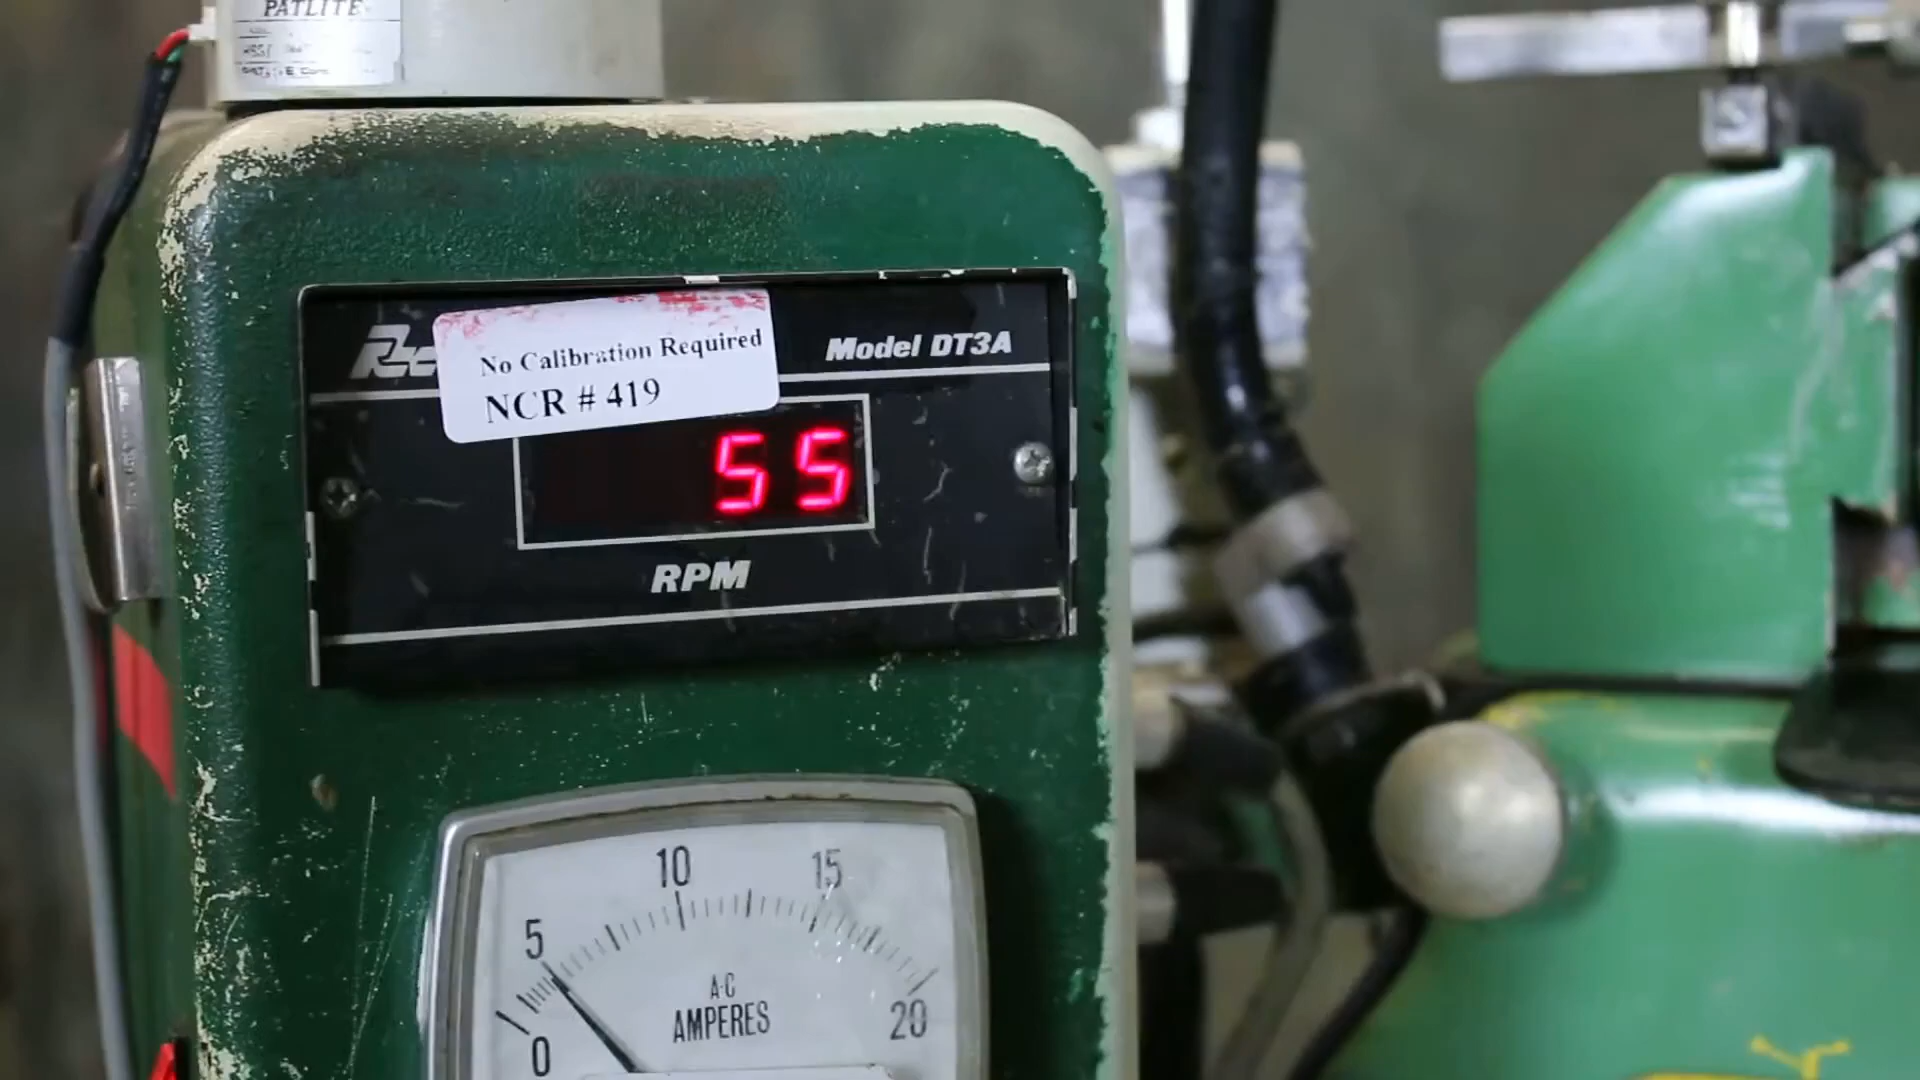 PATLITE
No Calibration Required
NCR # 419
Model DT3A
55
RPM
0
5
10
15
20
A-C
AMPERES